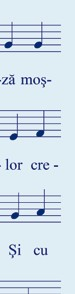 -ză moș-
- lor cre -
Și cu